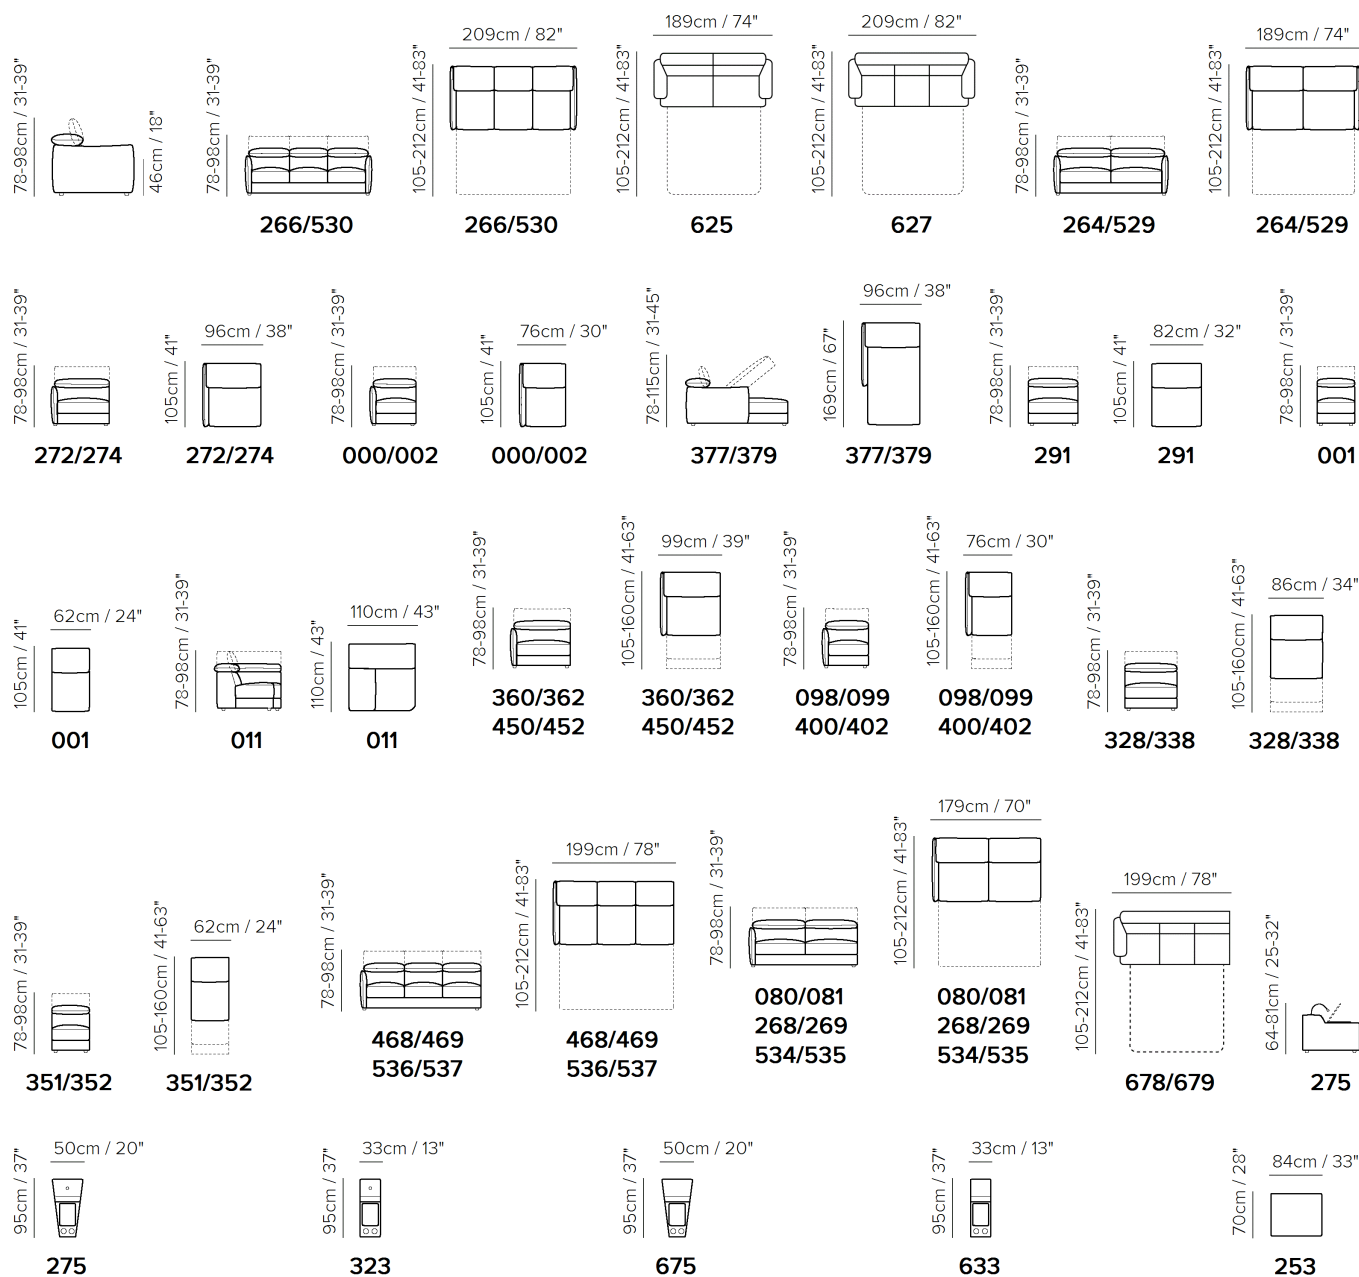 78-98cm / 31-39"
46cm / 18"
78-98cm / 31-39"
266/530
105-212cm / 41-83"
209cm / 82"
266/530
105-212cm / 41-83"
189cm / 74"
625
105-212cm / 41-83"
209cm / 82"
627
78-98cm / 31-39"
264/529
105-212cm / 41-83"
189cm / 74"
264/529
78-98cm / 31-39"
272/274
105cm / 41"
96cm / 38"
272/274
78-98cm / 31-39"
000/002
105cm / 41"
76cm / 30"
000/002
78-115cm / 31-45"
377/379
169cm / 67"
96cm / 38"
377/379
78-98cm / 31-39"
291
105cm / 41"
82cm / 32"
291
78-98cm / 31-39"
001
105cm / 41"
62cm / 24"
001
78-98cm / 31-39"
011
110cm / 43"
110cm / 43"
011
78-98cm / 31-39"
360/362
450/452
105-160cm / 41-63"
99cm / 39"
360/362
450/452
78-98cm / 31-39"
098/099
400/402
105-160cm / 41-63"
76cm / 30"
098/099
400/402
78-98cm / 31-39"
328/338
105-160cm / 41-63"
86cm / 34"
328/338
78-98cm / 31-39"
351/352
105-160cm / 41-63"
62cm / 24"
351/352
78-98cm / 31-39"
468/469
536/537
105-212cm / 41-83"
199cm / 78"
468/469
536/537
78-98cm / 31-39"
080/081
268/269
534/535
105-212cm / 41-83"
179cm / 70"
080/081
268/269
534/535
105-212cm / 41-83"
199cm / 78"
678/679
64-81cm / 25-32"
275
95cm / 37"
50cm / 20"
275
95cm / 37"
33cm / 13"
323
95cm / 37"
50cm / 20"
675
95cm / 37"
33cm / 13"
633
70cm / 28"
84cm / 33"
253